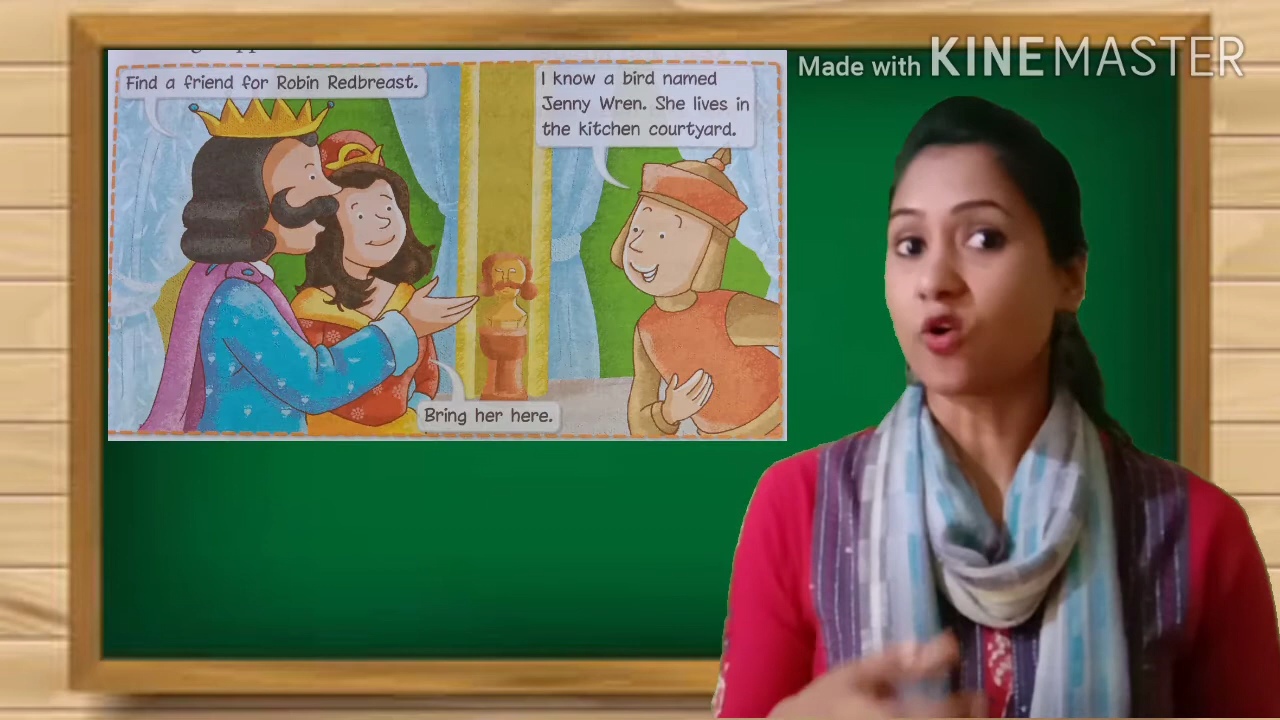 Find a friend for Robin Redbreast.
I know a bird named
Jenny Wren. She lives in
the kitchen courtyard.
Bring her here.
Made with KINEMASTER